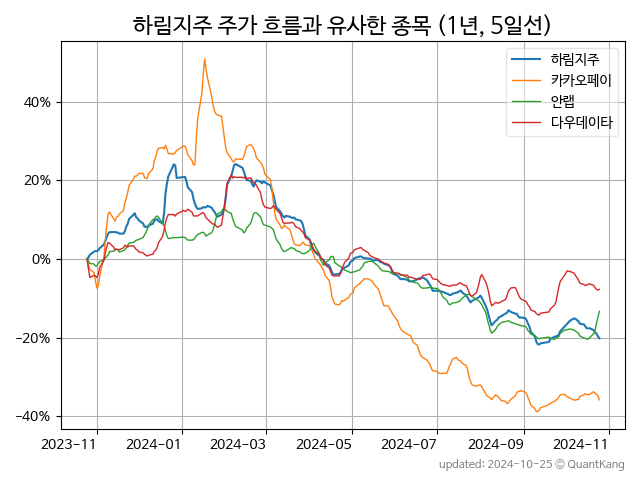 하림지주 주가 흐름과 유사한 종목 (1년, 5일선)
하림지주
카카오페이
안랩
다우데이타
40%
20%
0%
−20%
−40%
2023-11 2024-01 2024-03 2024-05 2024-07 2024-09 2024-11
updated: 2024-10-25 © QuantKang